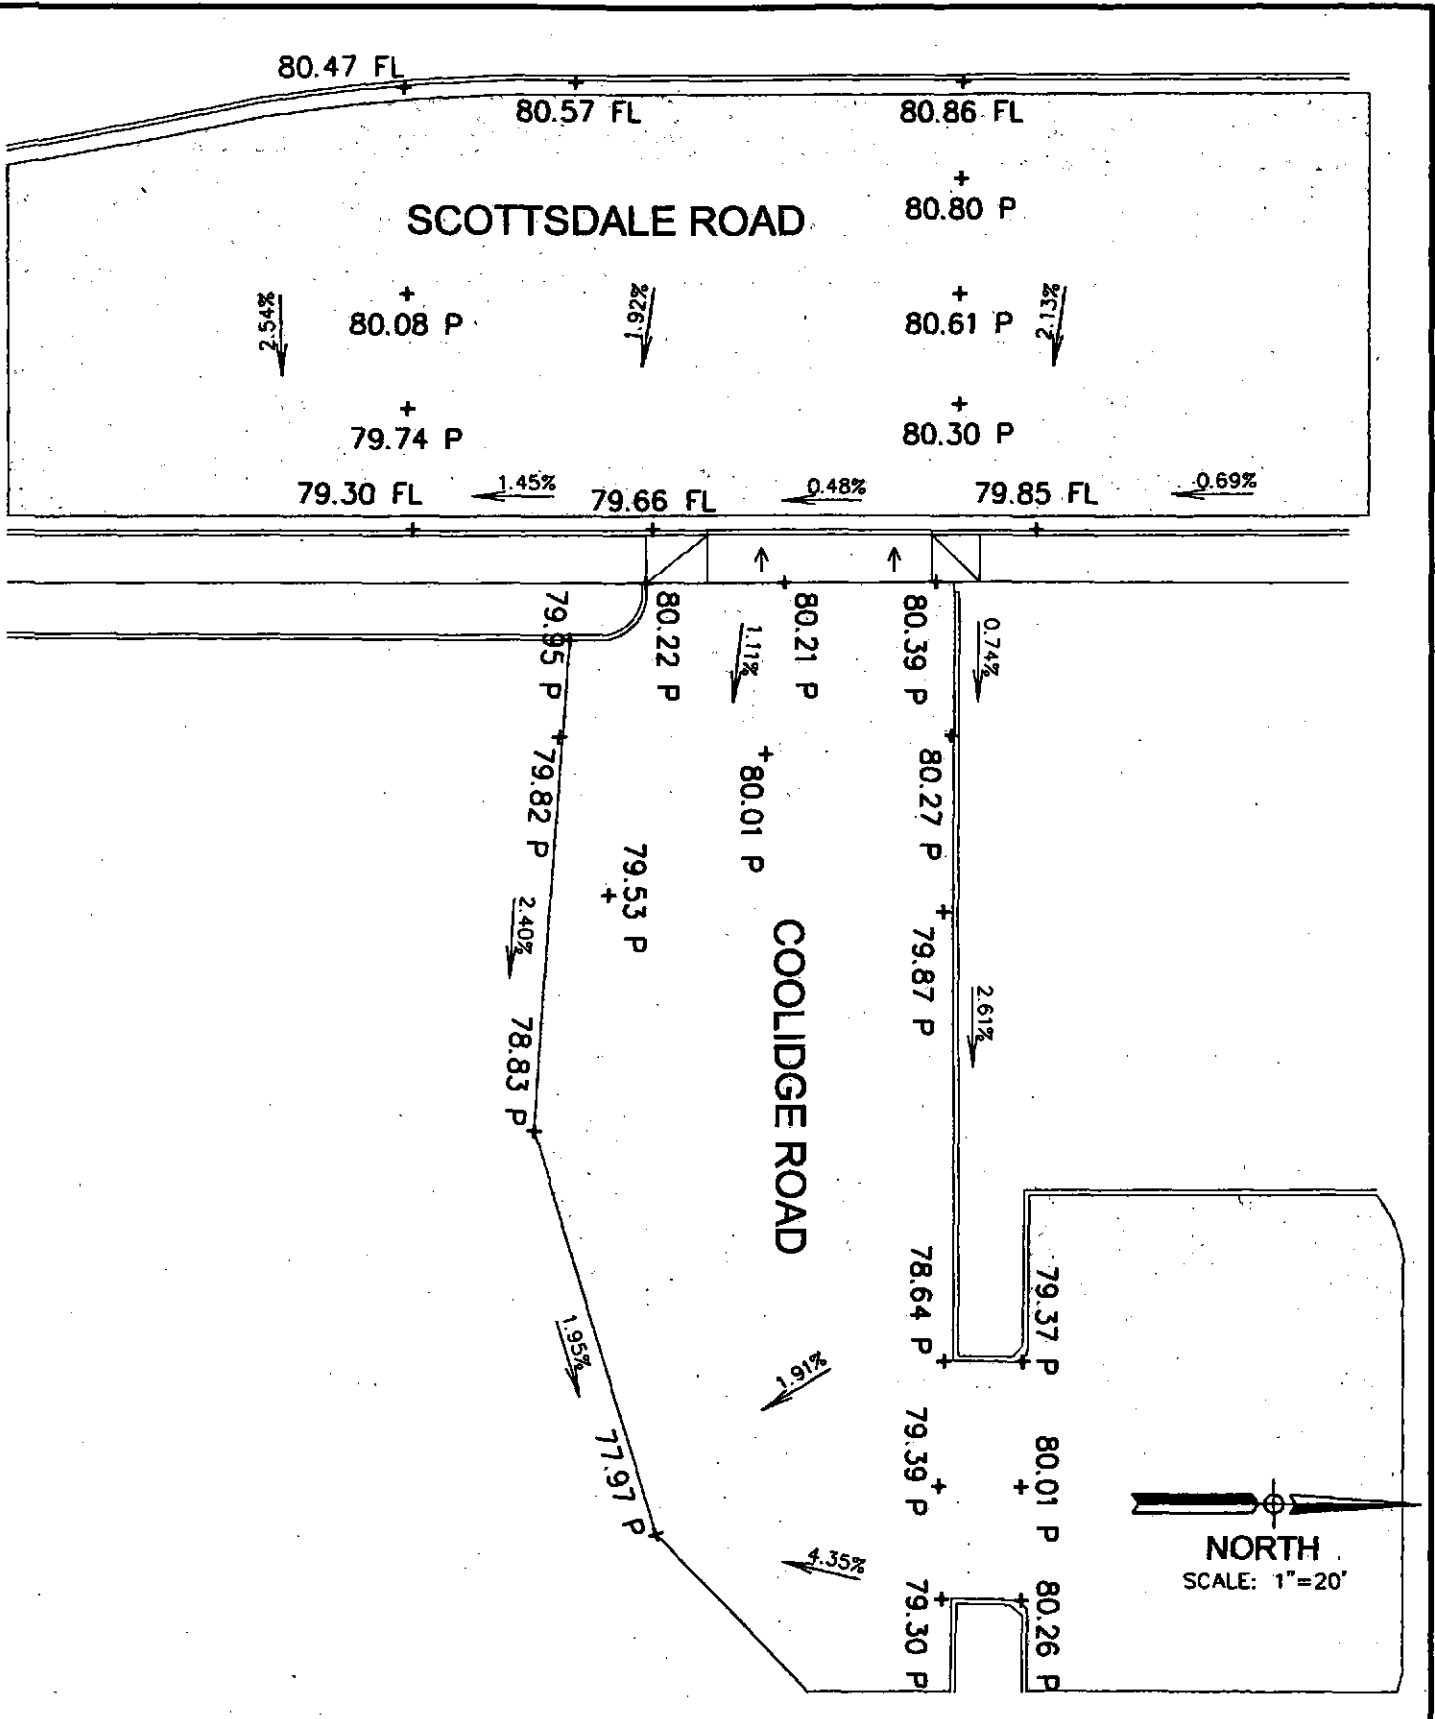 80.47 FL
80.57 FL
80.86 FL
SCOTTSDALE ROAD
80.80 P
2.54%
80.08 P
1.92%
80.61 P
2.13%
79.74 P
80.30 P
79.30 FL
1.45%
79.66 FL
0.48%
79.85 FL
0.69%
79.95 P
80.22 P
1.11%
80.21 P
80.39 P
0.74%
79.82 P
80.01 P
80.27 P
79.53 P
2.40%
79.87 P
COOLIDGE ROAD
2.61%
78.83 P
78.64 P
79.37 P
1.95%
1.91%
77.97 P
79.39 P
80.01 P
NORTH
SCALE: 1"=20'
4.35%
79.30 P
80.26 P